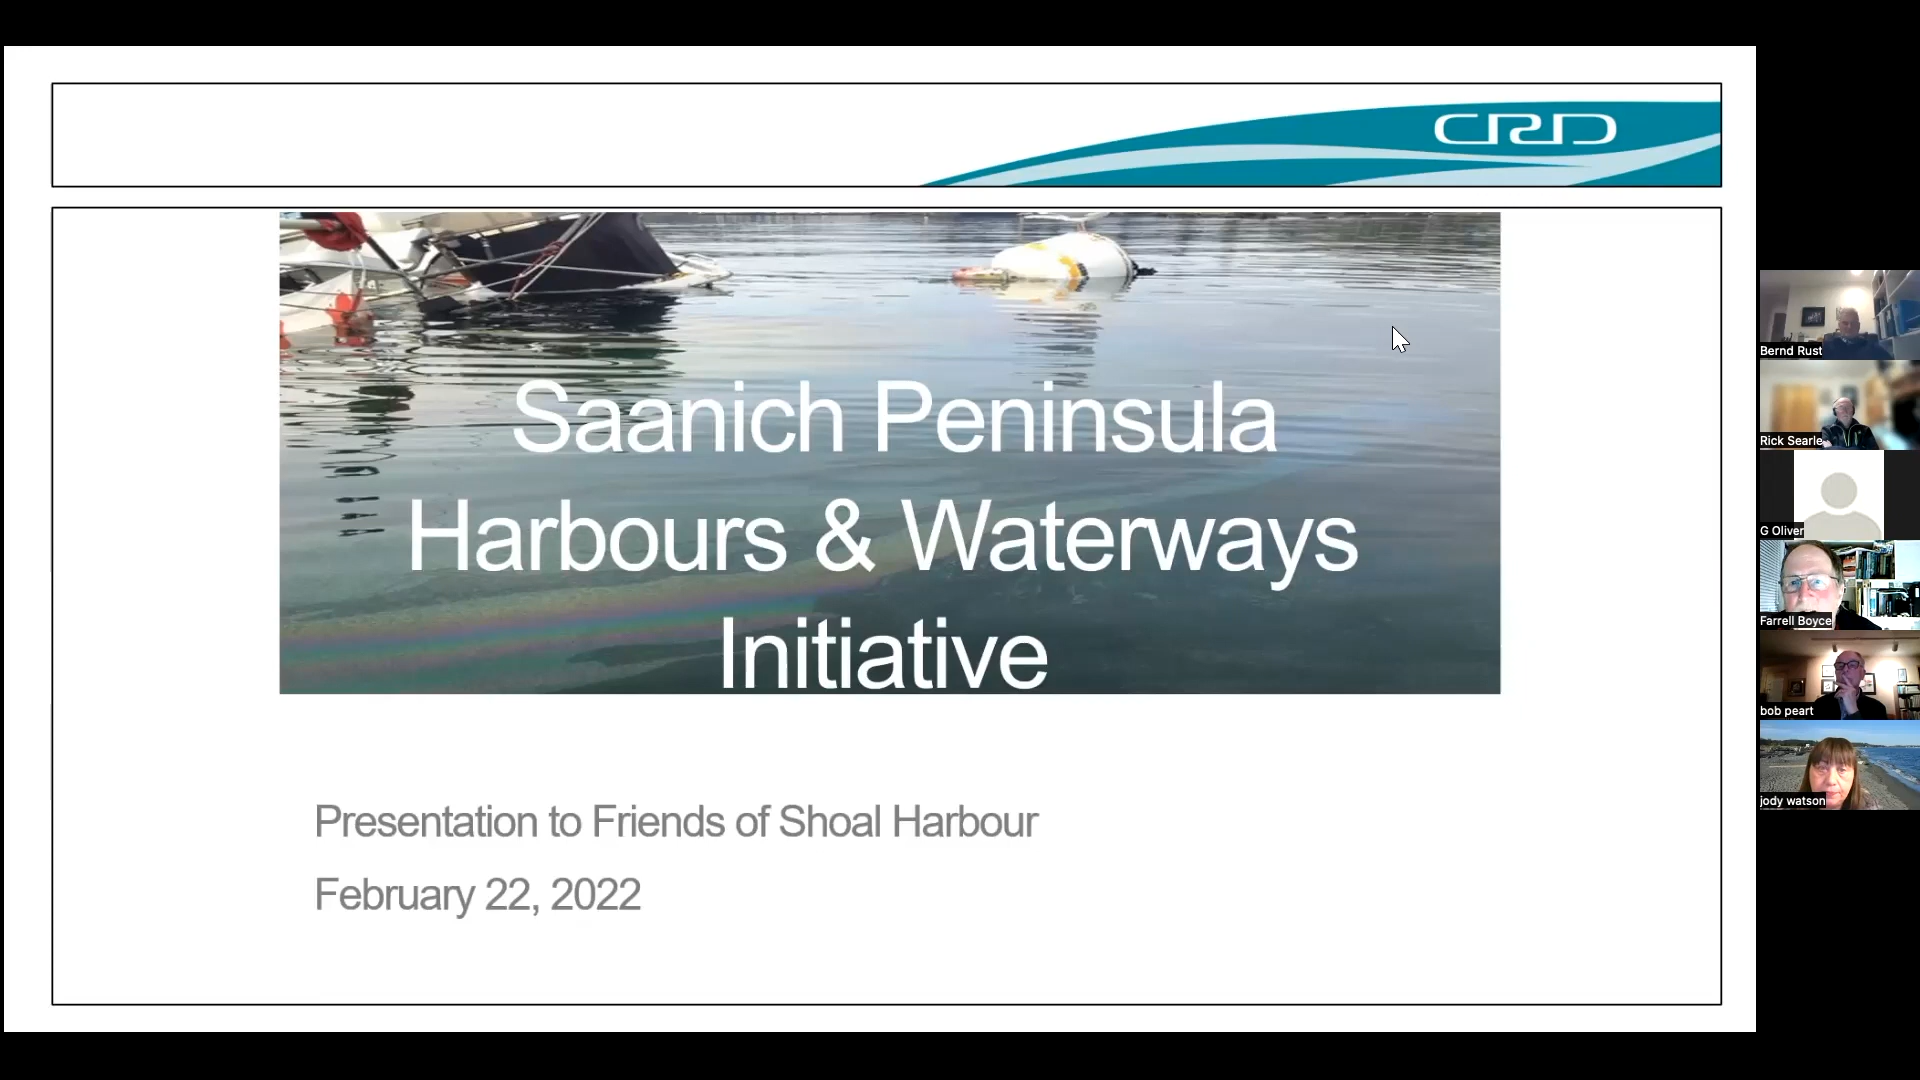 CRD
Saanich Peninsula
Harbours & Waterways
Initiative
Presentation to Friends of Shoal Harbour
February 22, 2022
Bernd Rust
Rick Searle
G Oliver
Farrell Boyce
bob peart
jody watson